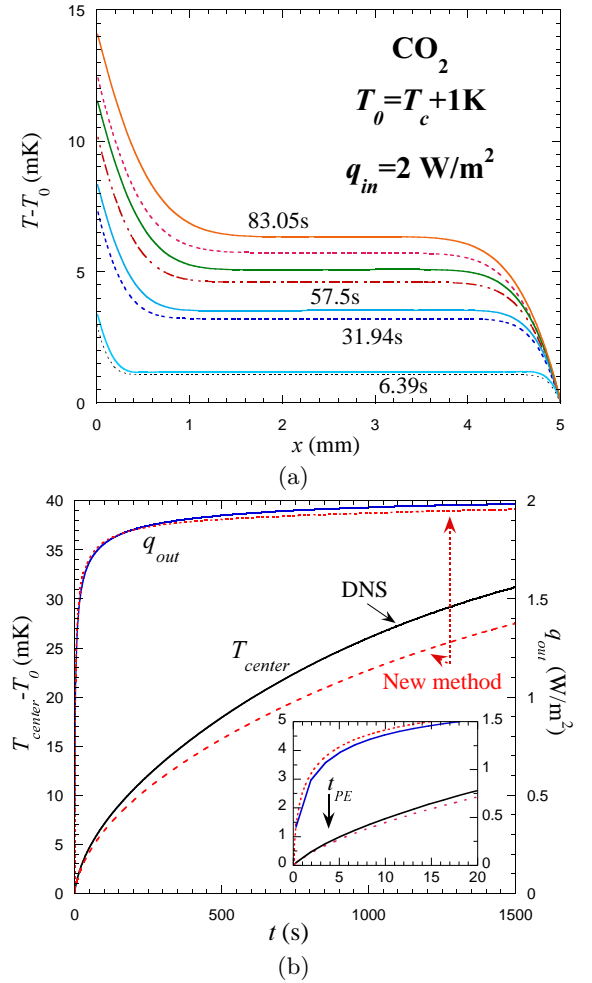 15
10
5
0
T-T0 (mK)
CO2
T0=Tc+1K
qin=2 W/m2
83.05s
57.5s
31.94s
6.39s
0 1 2 3 4 5
x (mm)
(a)
40
35
30
25
20
15
10
5
0
Tcenter-T0 (mK)
2
1.5
1
0.5
0
qout (W/m2)
qout
DNS
Tcenter
New method
5
4
3
2
1
0
1.5
1
0.5
0
tPE
0 5 10 15 20
0 500 1000 1500
t (s)
(b)